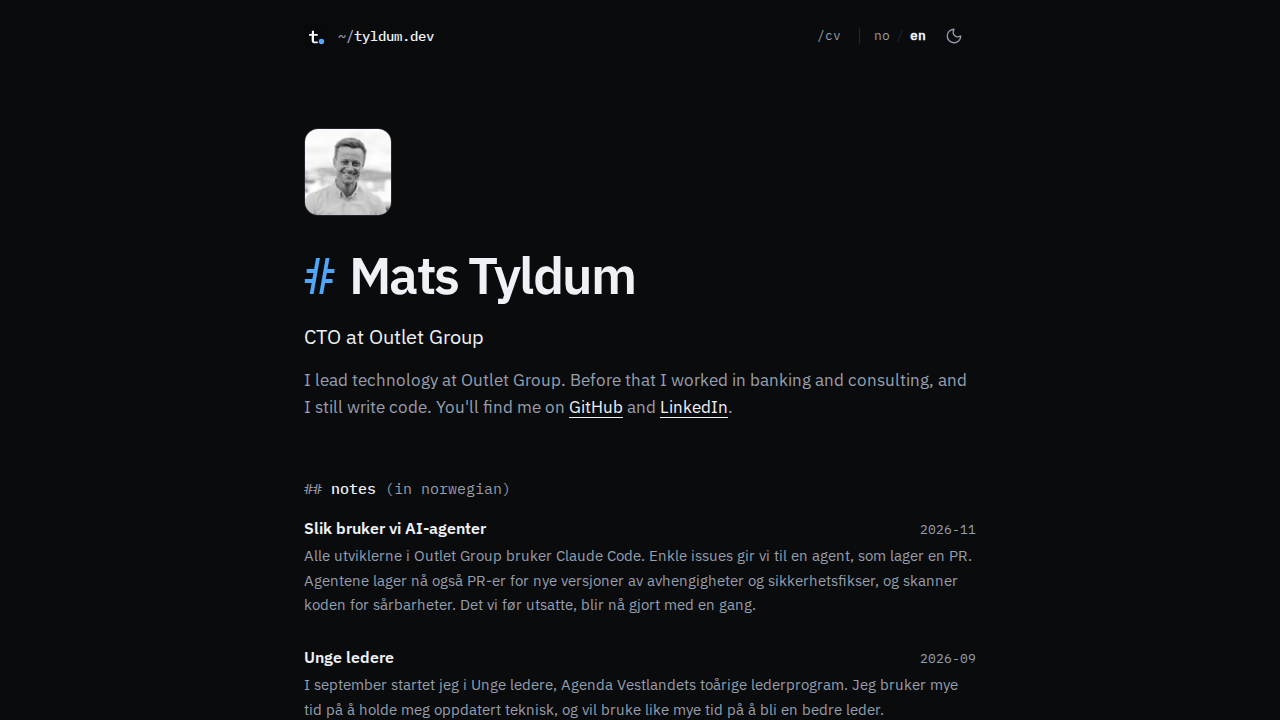 t. ~/tyldum.dev /cv no / en
# Mats Tyldum
CTO at Outlet Group
I lead technology at Outlet Group. Before that I worked in banking and consulting, and
I still write code. You'll find me on GitHub and LinkedIn.
## notes (in norwegian)
Slik bruker vi AI-agenter 2026-11
Alle utviklerne i Outlet Group bruker Claude Code. Enkle issues gir vi til en agent, som lager en PR.
Agentene lager nå også PR-er for nye versjoner av avhengigheter og sikkerhetsfikser, og skanner
koden for sårbarheter. Det vi før utsatte, blir nå gjort med en gang.
Unge ledere 2026-09
I september startet jeg i Unge ledere, Agenda Vestlandets toårige lederprogram. Jeg bruker mye
tid på å holde meg oppdatert teknisk, og vil bruke like mye tid på å bli en bedre leder.